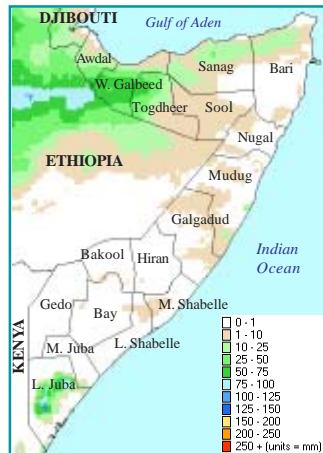 DJIBOUTI
Gulf of Aden
Awdal
Sanag
Bari
W. Galbeed
Togdheer
Sool
Nugal
ETHIOPIA
Mudug
Galgadud
Indian
Ocean
Bakool
Hiran
Gedo
Bay
M. Shabelle
L. Shabelle
M. Juba
L. Juba
KENYA
0 - 1
1 - 10
10 - 25
25 - 50
50 - 75
75 - 100
100 - 125
125 - 150
150 - 200
200 - 250
250 + (units = mm)